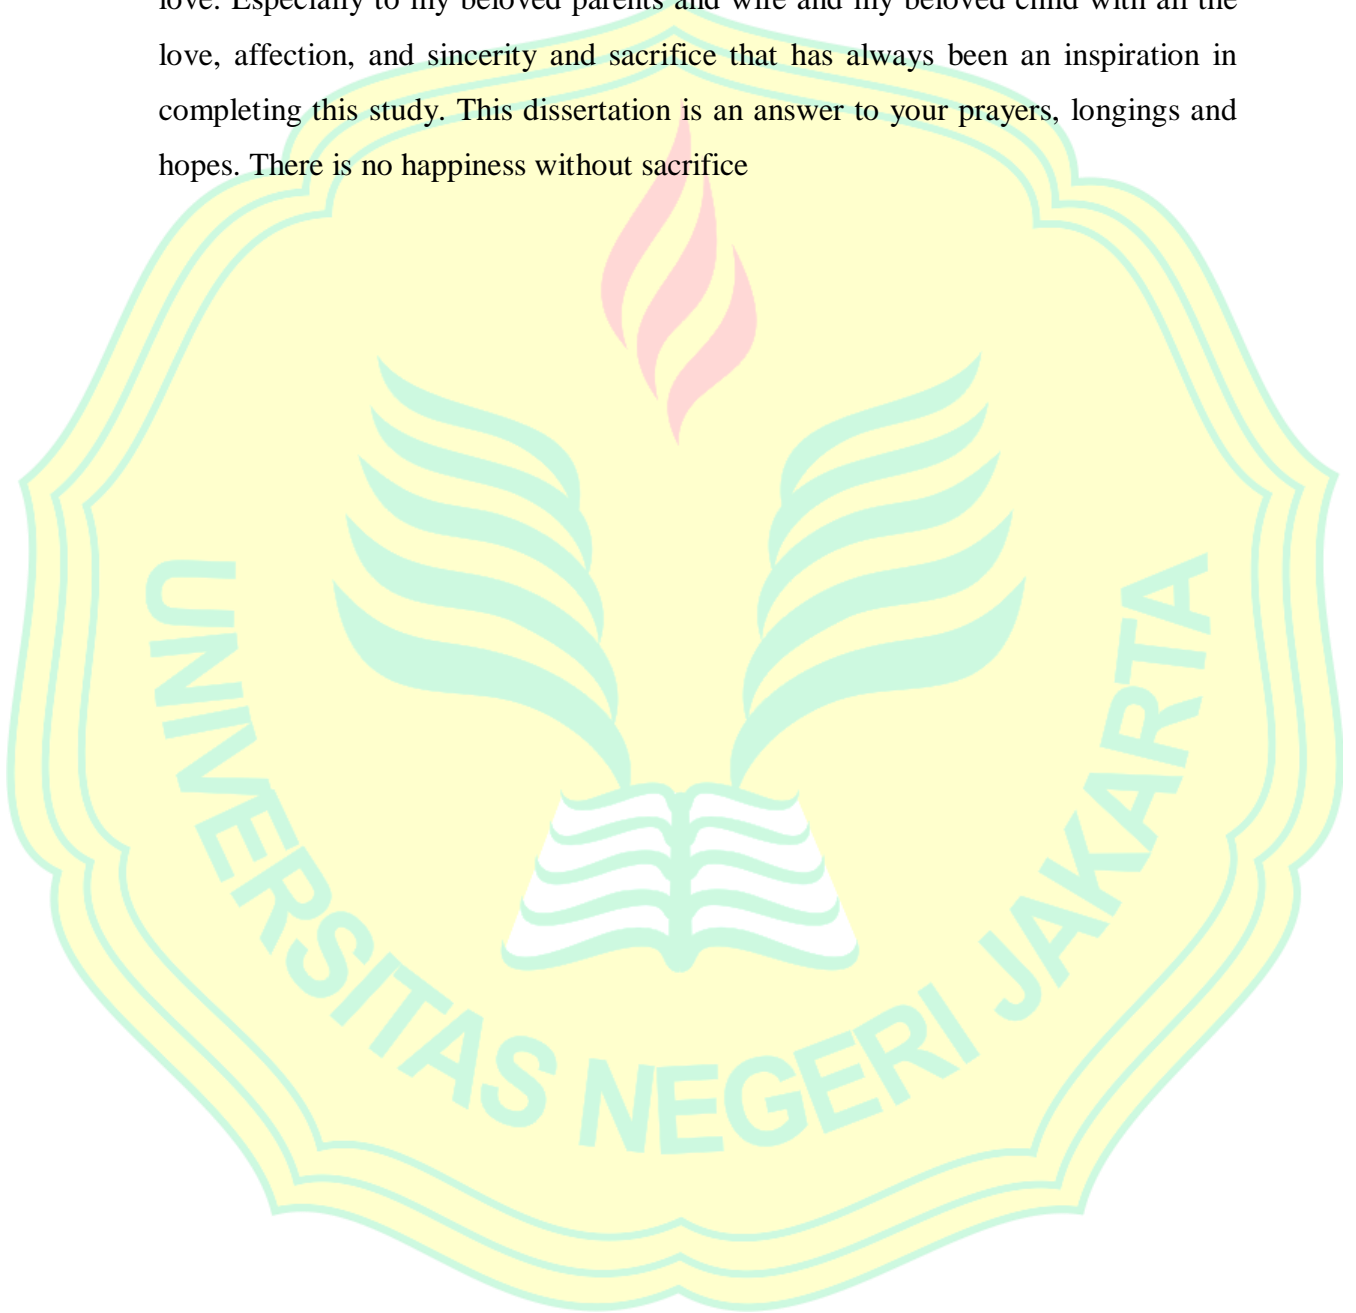 love. Especially to my beloved parents and wife and my beloved child with all the
love, affection, and sincerity and sacrifice that has always been an inspiration in
completing this study. This dissertation is an answer to your prayers, longings and
hopes. There is no happiness without sacrifice
UNIVERSITAS NEGERI JAKARTA